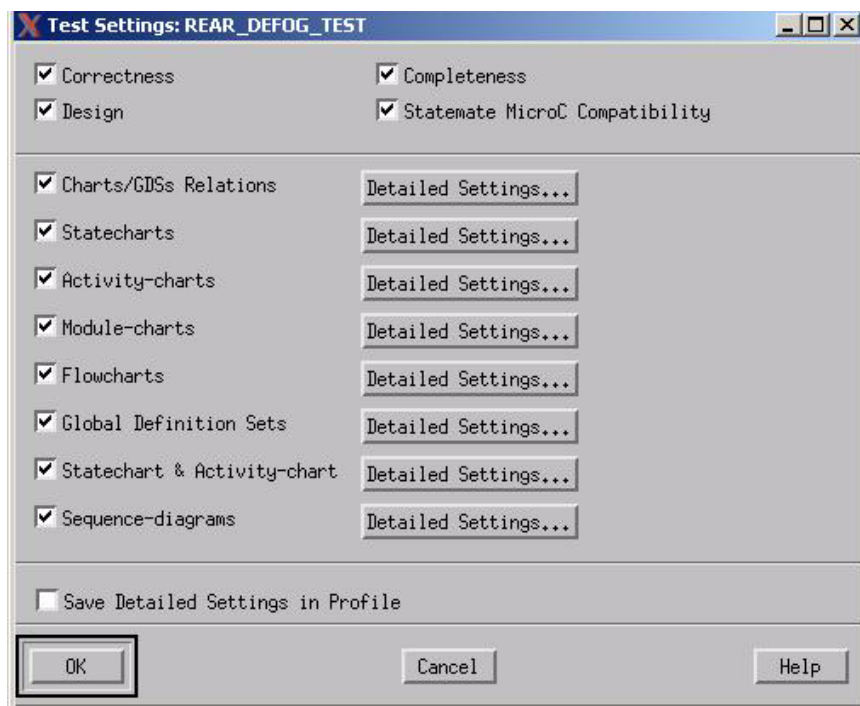 Test Settings: REAR_DEFOG_TEST
Correctness Completeness
Design Statemate MicroC Compatibility
Charts/GDSs Relations Detailed Settings...
Statecharts Detailed Settings...
Activity-charts Detailed Settings...
Module-charts Detailed Settings...
Flowcharts Detailed Settings...
Global Definition Sets Detailed Settings...
Statechart & Activity-chart Detailed Settings...
Sequence-diagrams Detailed Settings...
Save Detailed Settings in Profile
OK Cancel Help